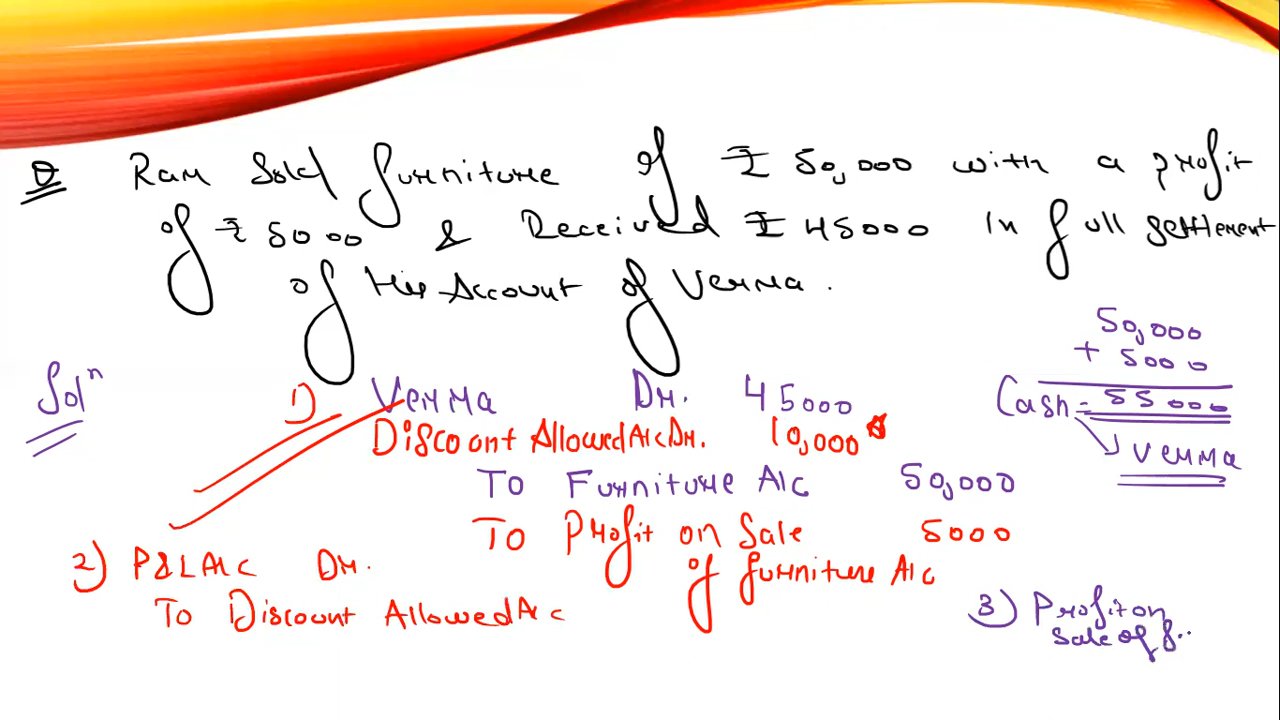 Q Ram Sold furniture of ₹ 50,000 with a profit
of ₹ 5000 & Received ₹ 45000 In full settlement
of His Account of Verma.
50,000
+ 5000
Cash = 55000
Verma
Solⁿ
1) Verma Dr. 45000
Discount Allowed A/c Dr. 10,000
To Furniture A/c 50,000
To Profit on Sale 5000
of furniture A/c
2) P&L A/c Dr.
To Discount Allowed A/c
3) Profit on
Sale of f..